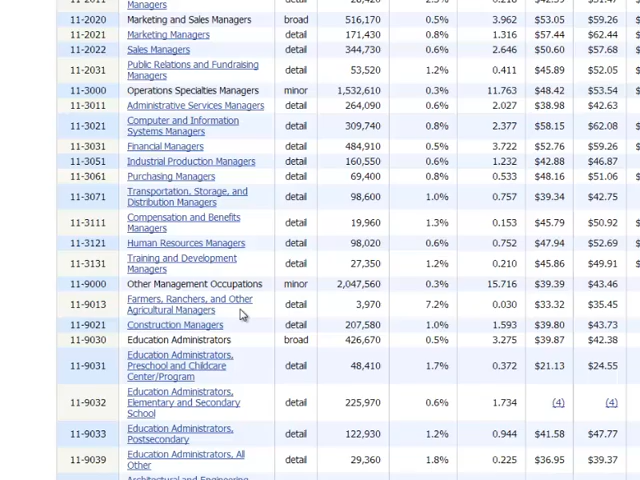 Managers
11-2020 Marketing and Sales Managers broad 516,170 0.5% 3.962 $53.05 $59.26
11-2021 Marketing Managers detail 171,430 0.8% 1.316 $57.44 $62.44
11-2022 Sales Managers detail 344,730 0.6% 2.646 $50.60 $57.68
11-2031 Public Relations and Fundraising Managers detail 53,520 1.2% 0.411 $45.89 $52.05
11-3000 Operations Specialties Managers minor 1,532,610 0.3% 11.763 $48.42 $53.54
11-3011 Administrative Services Managers detail 264,090 0.6% 2.027 $38.98 $42.63
11-3021 Computer and Information Systems Managers detail 309,740 0.8% 2.377 $58.15 $62.08
11-3031 Financial Managers detail 484,910 0.5% 3.722 $52.76 $59.26
11-3051 Industrial Production Managers detail 160,550 0.6% 1.232 $42.88 $46.87
11-3061 Purchasing Managers detail 69,400 0.8% 0.533 $48.16 $51.06
11-3071 Transportation, Storage, and Distribution Managers detail 98,600 1.0% 0.757 $39.34 $42.75
11-3111 Compensation and Benefits Managers detail 19,960 1.3% 0.153 $45.79 $50.92
11-3121 Human Resources Managers detail 98,020 0.6% 0.752 $47.94 $52.69
11-3131 Training and Development Managers detail 27,350 1.2% 0.210 $45.86 $49.91
11-9000 Other Management Occupations minor 2,047,560 0.3% 15.716 $39.39 $43.46
11-9013 Farmers, Ranchers, and Other Agricultural Managers detail 3,970 7.2% 0.030 $33.32 $35.45
11-9021 Construction Managers detail 207,580 1.0% 1.593 $39.80 $43.73
11-9030 Education Administrators broad 426,670 0.5% 3.275 $39.87 $42.38
11-9031 Education Administrators, Preschool and Childcare Center/Program detail 48,410 1.7% 0.372 $21.13 $24.55
11-9032 Education Administrators, Elementary and Secondary School detail 225,970 0.6% 1.734 (4) (4)
11-9033 Education Administrators, Postsecondary detail 122,930 1.2% 0.944 $41.58 $47.77
11-9039 Education Administrators, All Other detail 29,360 1.8% 0.225 $36.95 $39.37
Architectural and Engineering